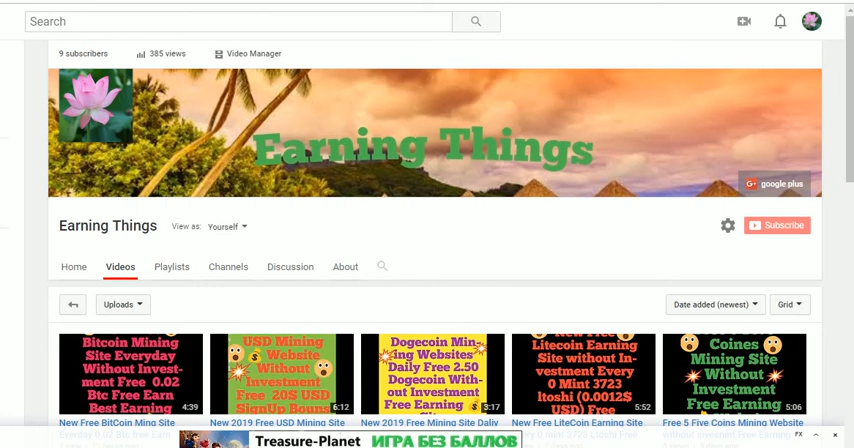 Search
9 subscribers 385 views Video Manager
Earning Things
G+ google plus
Earning Things View as: Yourself
Subscribe
Home Videos Playlists Channels Discussion About
Uploads
Date added (newest) Grid
Bitcoin Mining
Site Everyday
Without Invest-
ment Free 0.02
Btc Free Earn
Best Earning
4:39
USD Mining
Website
Without
Investment
Free 20$ USD
SignUp Bouns
6:12
Dogecoin Min-
ing Websites
Daily Free 2.50
Dogecoin With-
out Investment
Free Earning
3:17
New Free
Litecoin Earning
Site without In-
vestment Every
0 Mint 3723
ltoshi (0.0012$
USD) Free
5:52
Coines
Mining Site
Without
Investment
Free Earning
5:06
New Free BitCoin Ming Site
New 2019 Free USD Mining Site
New 2019 Free Mining Site Daliy
New Free LiteCoin Earning Site
Free 5 Five Coins Mining Website
Treasure-Planet ИГРА БЕЗ БАЛЛОВ